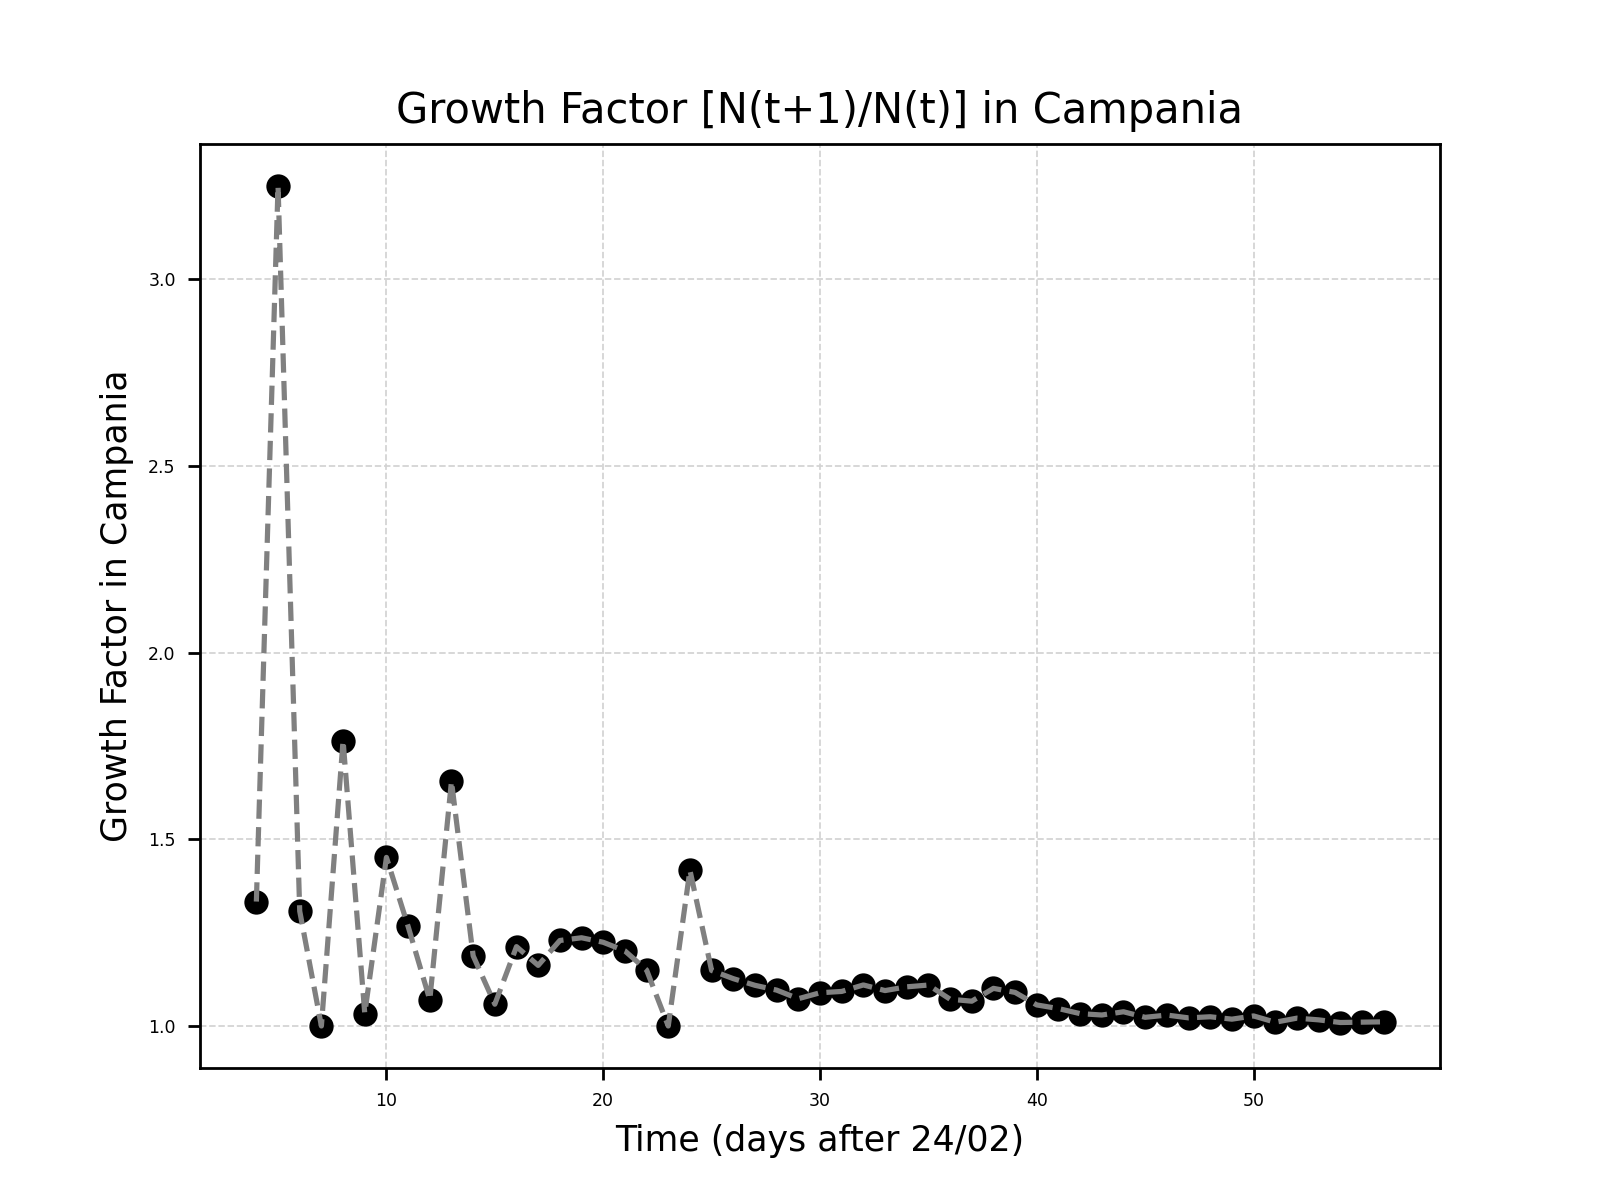 Growth Factor [N(t+1)/N(t)] in Campania
Growth Factor in Campania
3.0
2.5
2.0
1.5
1.0
10 20 30 40 50
Time (days after 24/02)